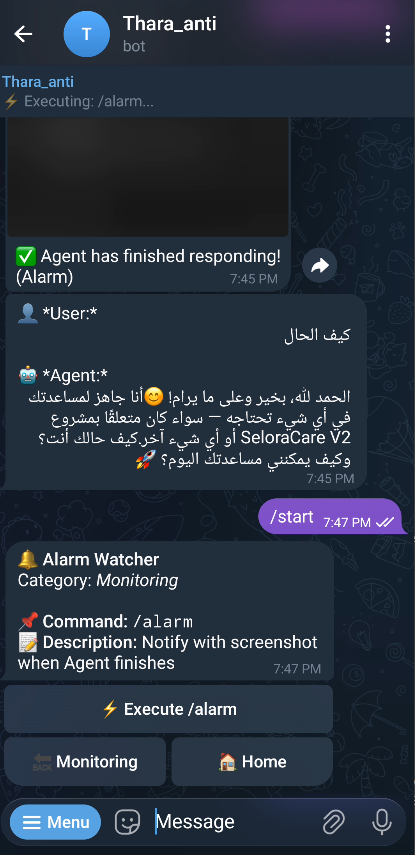 Thara_anti
bot
Thara_anti
⚡ Executing: /alarm...
✅ Agent has finished responding!
(Alarm)
7:45 PM
👤 *User:*
كيف الحال
🤖 *Agent:*
الحمد لله، بخير وعلى ما يرام! 😊أنا جاهز لمساعدتك
في أي شيء تحتاجه — سواء كان متعلقًا بمشروع
SeloraCare V2 أو أي شيء آخر.كيف حالك أنت؟
وكيف يمكنني مساعدتك اليوم؟ 🚀
7:45 PM
/start 7:47 PM
🔔 Alarm Watcher
Category: Monitoring
📌 Command: /alarm
📝 Description: Notify with screenshot
when Agent finishes
7:47 PM
⚡ Execute /alarm
🔙 Monitoring
🏠 Home
Menu
Message
T